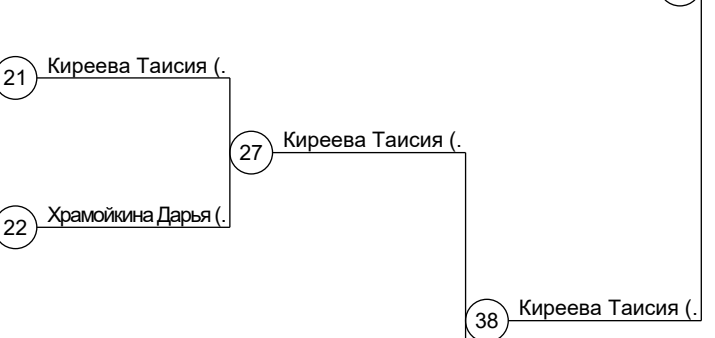 21 Киреева Таисия (.
27 Киреева Таисия (.
22 Храмойкина Дарья (.
38 Киреева Таисия (.